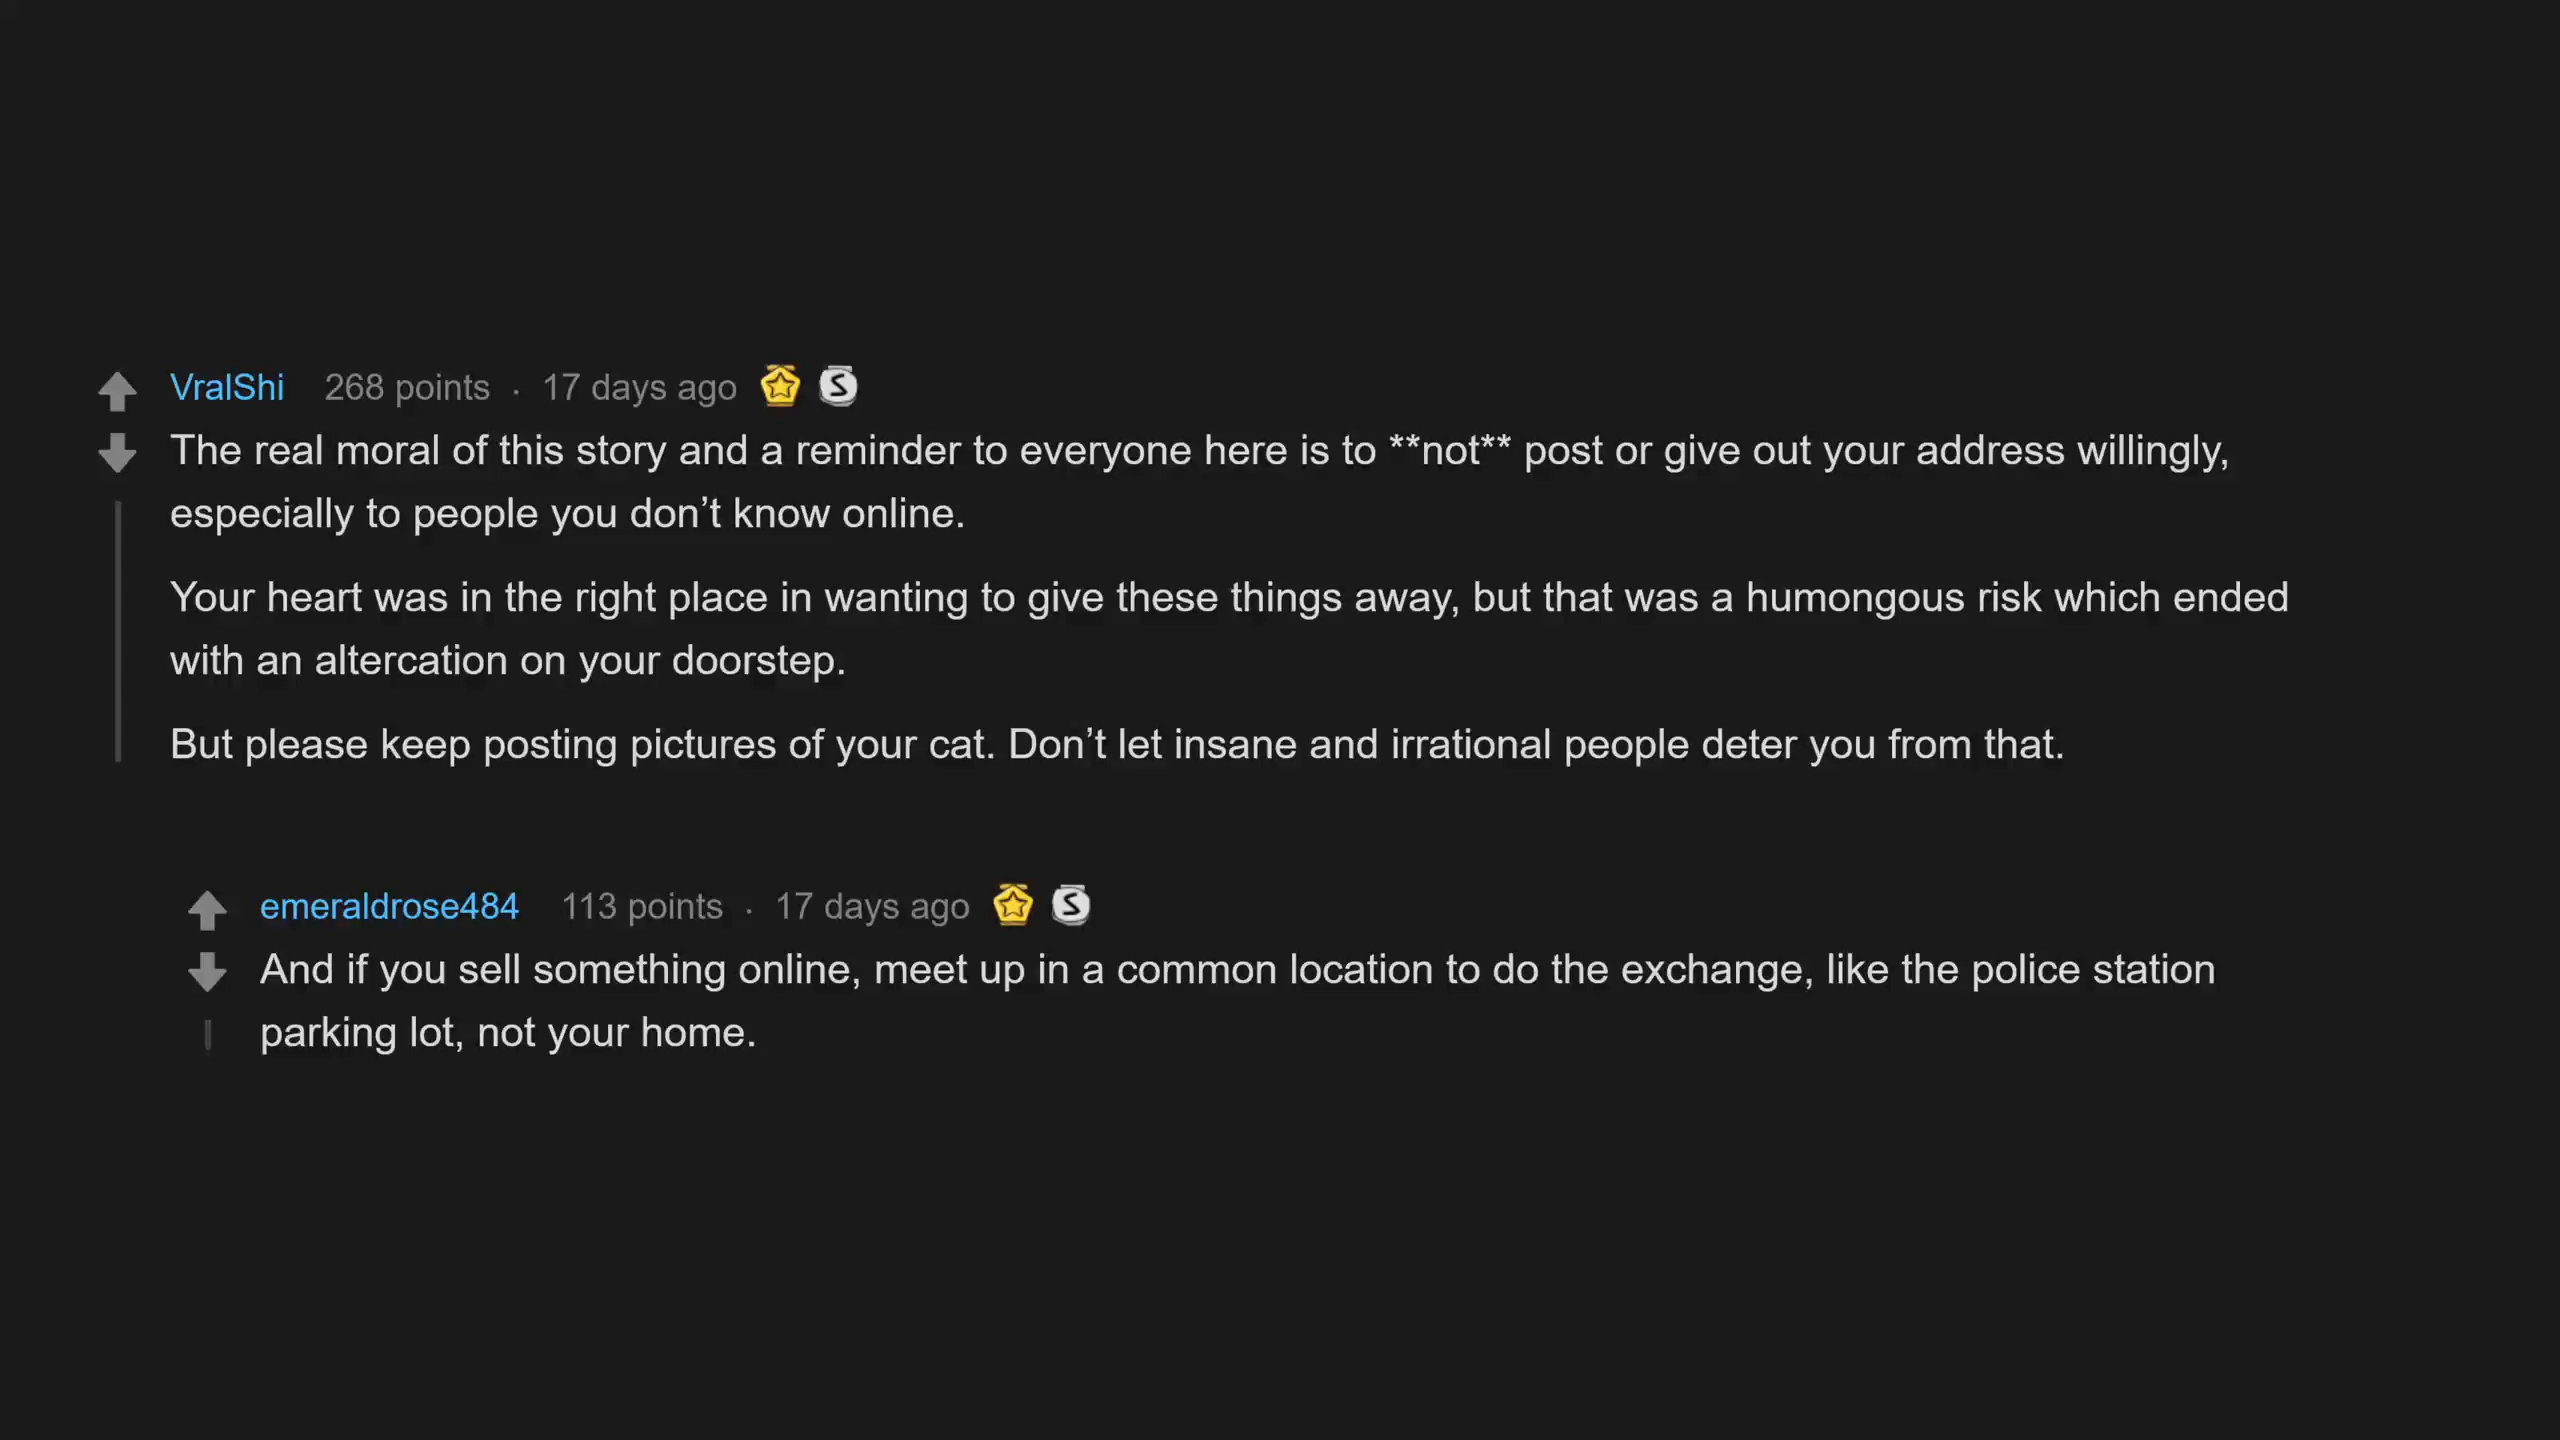 VralShi 268 points · 17 days ago S
The real moral of this story and a reminder to everyone here is to **not** post or give out your address willingly,
especially to people you don’t know online.
Your heart was in the right place in wanting to give these things away, but that was a humongous risk which ended
with an altercation on your doorstep.
But please keep posting pictures of your cat. Don’t let insane and irrational people deter you from that.
emeraldrose484 113 points · 17 days ago S
And if you sell something online, meet up in a common location to do the exchange, like the police station
parking lot, not your home.